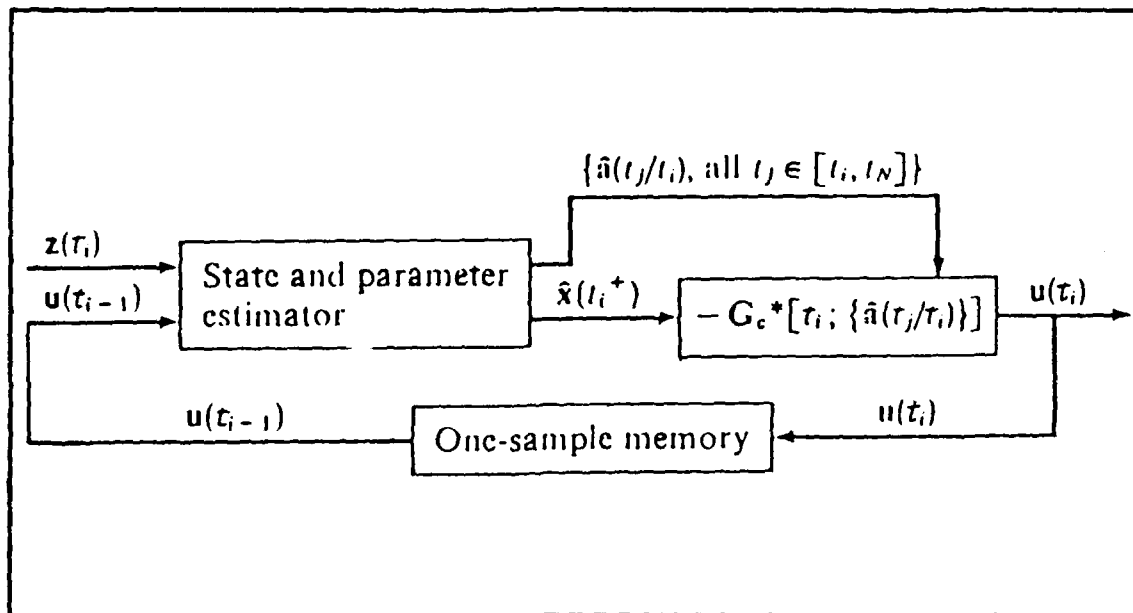 {â(t_j/t_i), all t_j ∈ [t_i, t_N]}
z(t_i)
u(t_{i-1})
State and parameter
estimator
x̂(t_i^+)
- G_c*[t_i; {â(t_j/t_i)}]
u(t_i)
u(t_{i-1})
One-sample memory
u(t_i)